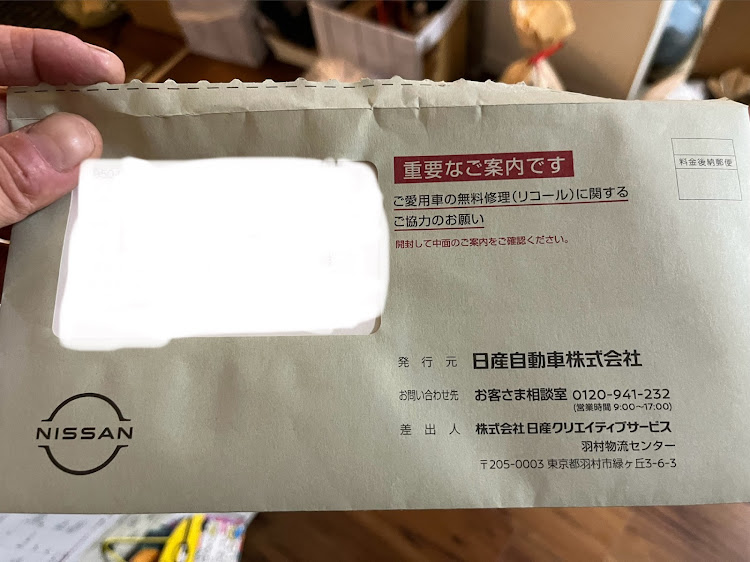 重要なご案内です
ご愛用車の無料修理(リコール)に関する
ご協力のお願い
開封して中面のご案内をご確認ください。
料金後納郵便
発行元 日産自動車株式会社
お問い合わせ先 お客さま相談室 0120-941-232
(営業時間 9:00〜17:00)
差出人 株式会社日産クリエイティブサービス
羽村物流センター
〒205-0003 東京都羽村市緑ヶ丘3-6-3
NISSAN